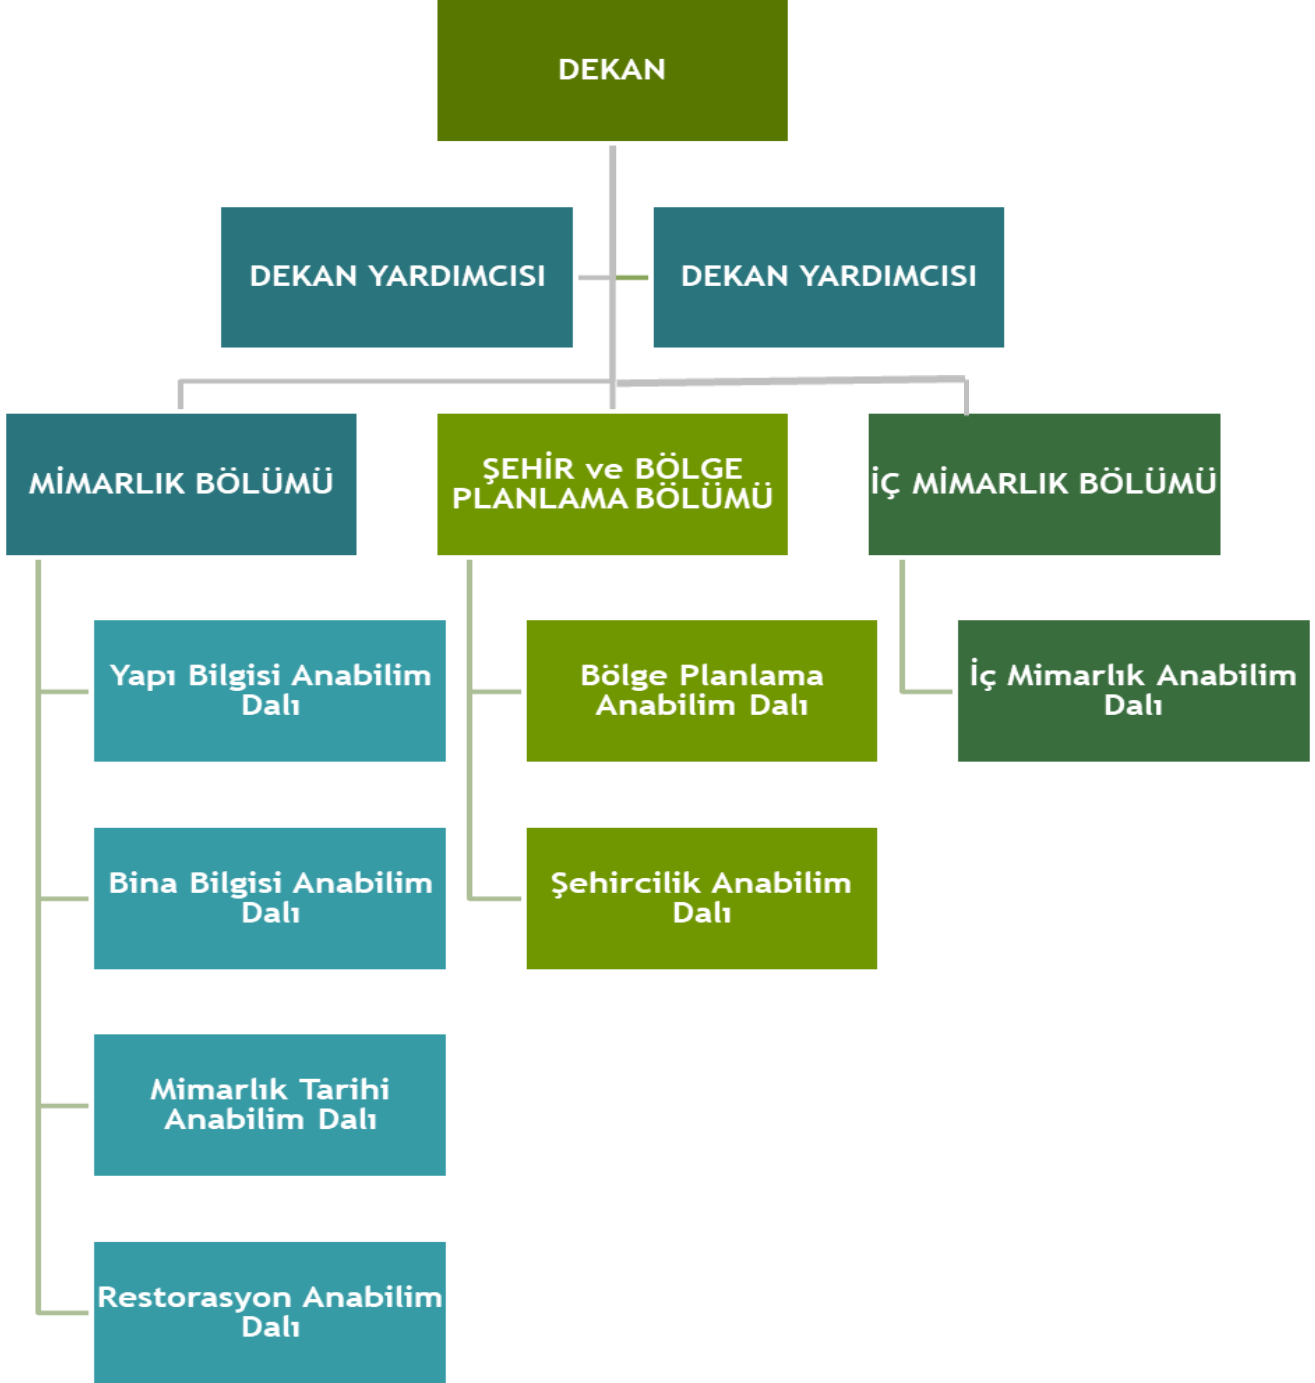 DEKAN
DEKAN YARDIMCISI
DEKAN YARDIMCISI
MİMARLIK BÖLÜMÜ
ŞEHİR ve BÖLGE
PLANLAMA BÖLÜMÜ
İÇ MİMARLIK BÖLÜMÜ
Yapı Bilgisi Anabilim
Dalı
Bina Bilgisi Anabilim
Dalı
Mimarlık Tarihi
Anabilim Dalı
Restorasyon Anabilim
Dalı
Bölge Planlama
Anabilim Dalı
Şehircilik Anabilim
Dalı
İç Mimarlık Anabilim
Dalı